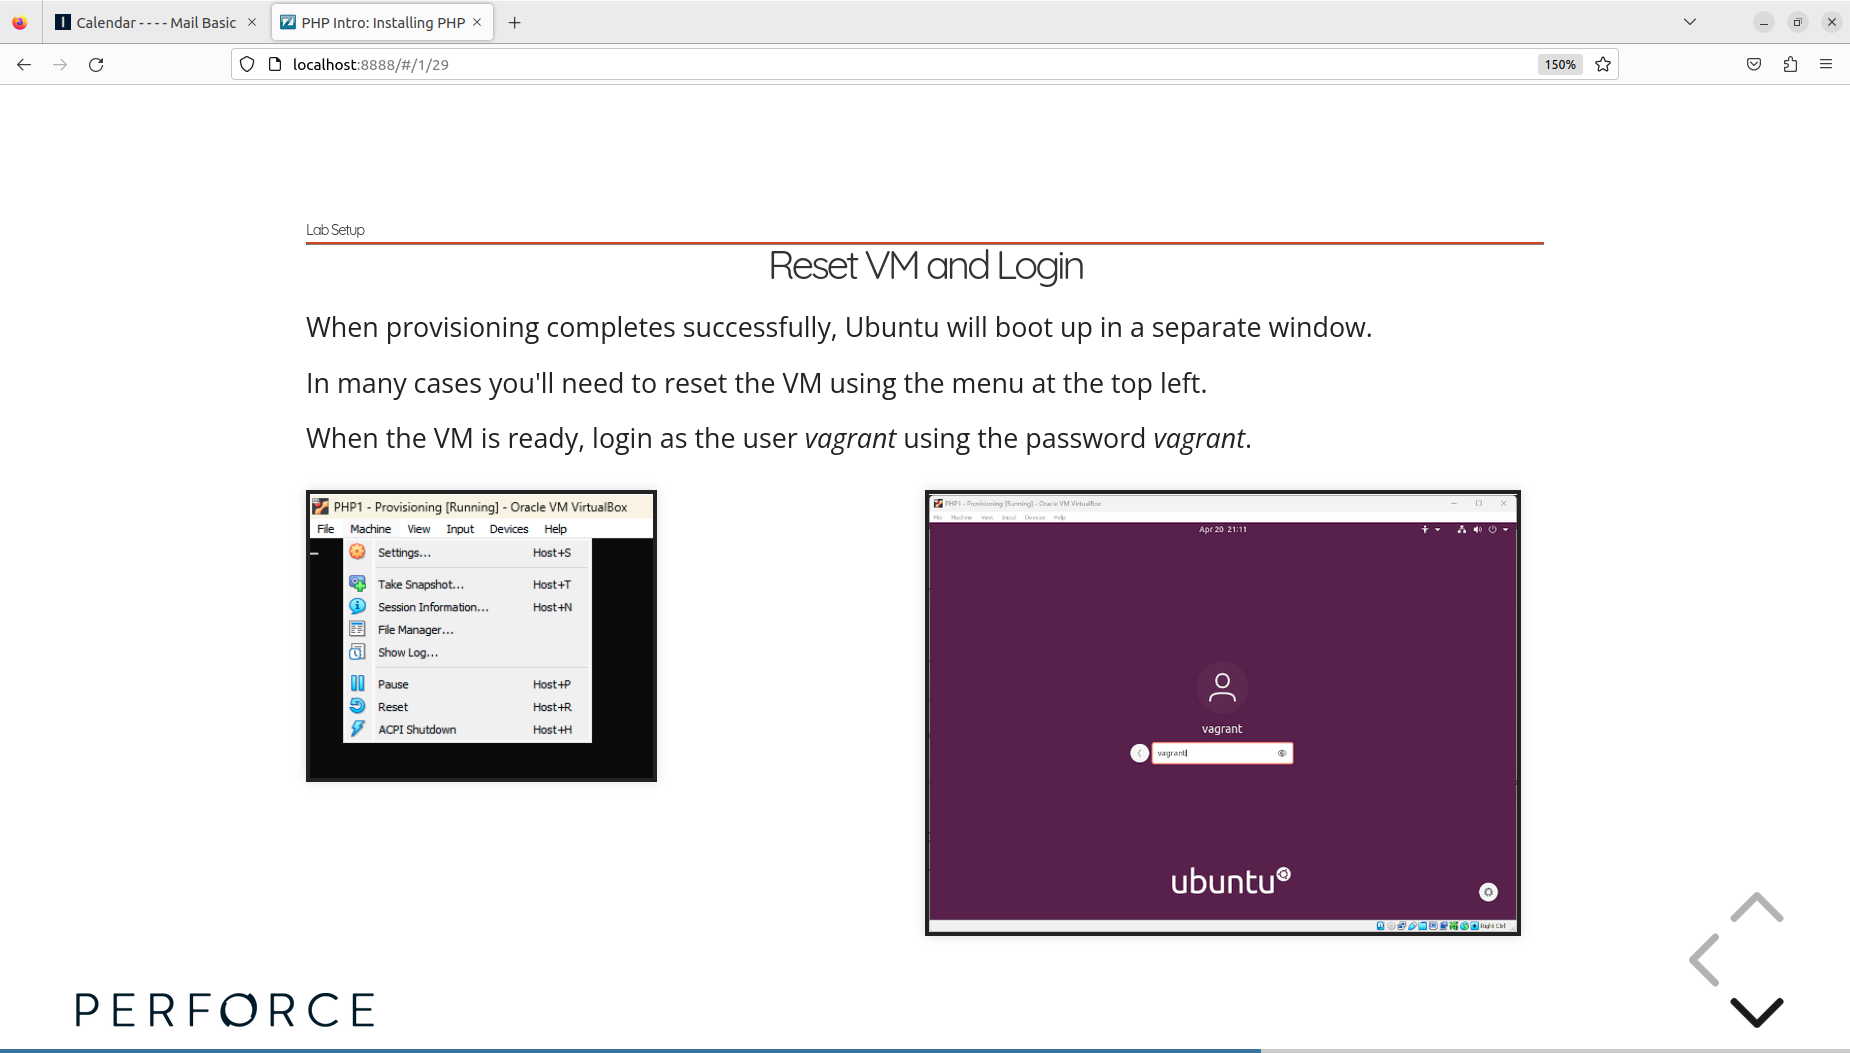 Calendar - - - - Mail Basic
PHP Intro: Installing PHP
localhost:8888/#/1/29
150%
Lab Setup
Reset VM and Login
When provisioning completes successfully, Ubuntu will boot up in a separate window.
In many cases you'll need to reset the VM using the menu at the top left.
When the VM is ready, login as the user vagrant using the password vagrant.
PHP1 - Provisioning [Running] - Oracle VM VirtualBox
File Machine View Input Devices Help
Settings... Host+S
Take Snapshot... Host+T
Session Information... Host+N
File Manager...
Show Log...
Pause Host+P
Reset Host+R
ACPI Shutdown Host+H
PHP1 - Provisioning [Running] - Oracle VM VirtualBox
File Machine View Input Devices Help
Apr 20 21:11
vagrant
vagrant
ubuntu
Right Ctrl
PERFORCE